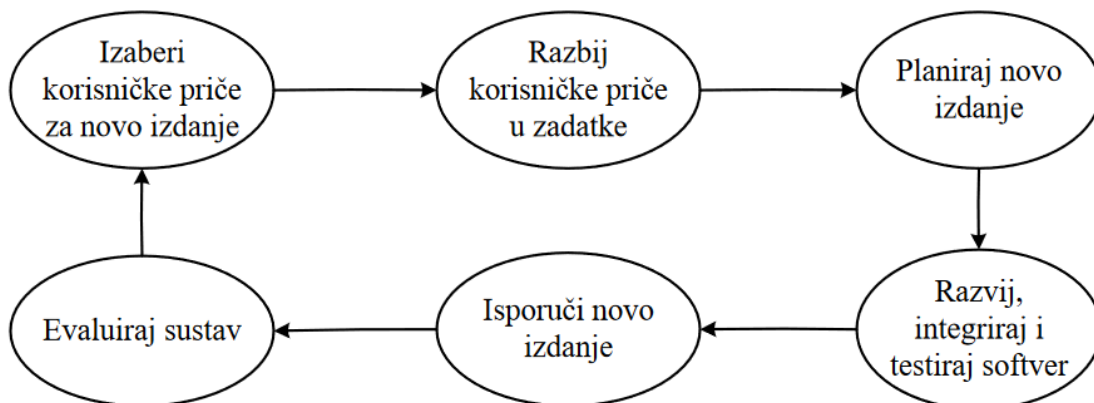 Izaberi
korisničke priče
za novo izdanje
Razbij
korisničke priče
u zadatke
Planiraj novo
izdanje
Razvij,
integriraj i
testiraj softver
Isporuči novo
izdanje
Evaluiraj sustav